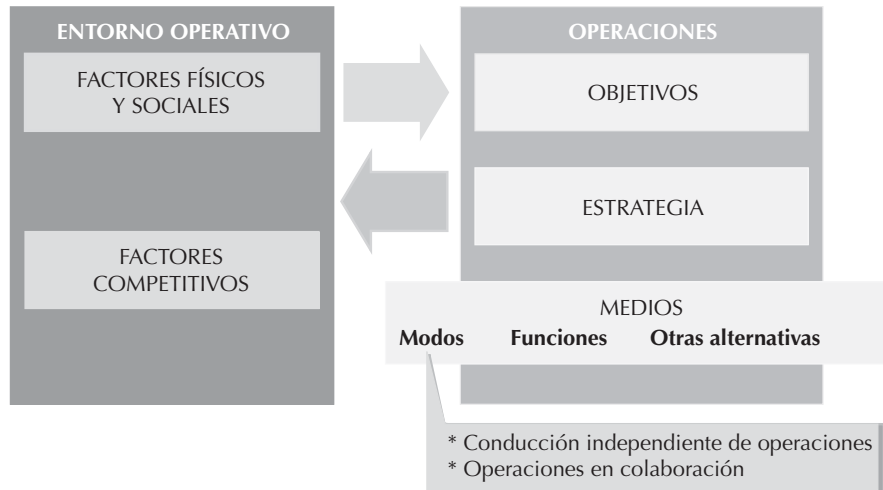 ENTORNO OPERATIVO
FACTORES FÍSICOS
Y SOCIALES
FACTORES
COMPETITIVOS
OPERACIONES
OBJETIVOS
ESTRATEGIA
MEDIOS
Modos Funciones Otras alternativas
* Conducción independiente de operaciones
* Operaciones en colaboración